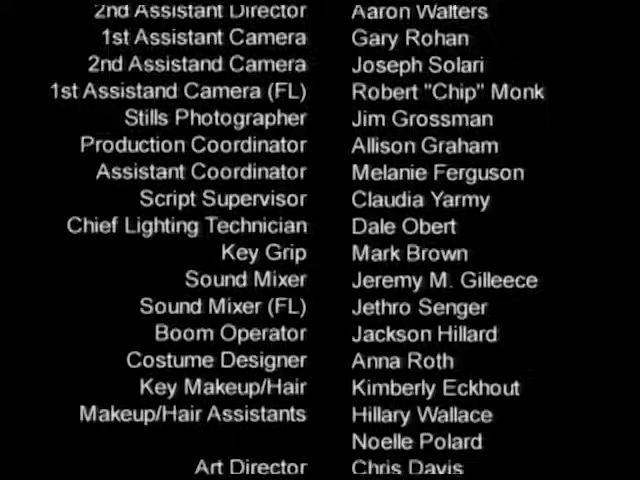 2nd Assistant Director Aaron Walters
1st Assistant Camera Gary Rohan
2nd Assistand Camera Joseph Solari
1st Assistand Camera (FL) Robert "Chip" Monk
Stills Photographer Jim Grossman
Production Coordinator Allison Graham
Assistant Coordinator Melanie Ferguson
Script Supervisor Claudia Yarmy
Chief Lighting Technician Dale Obert
Key Grip Mark Brown
Sound Mixer Jeremy M. Gilleece
Sound Mixer (FL) Jethro Senger
Boom Operator Jackson Hillard
Costume Designer Anna Roth
Key Makeup/Hair Kimberly Eckhout
Makeup/Hair Assistants Hillary Wallace
Noelle Polard
Art Director Chris Davis